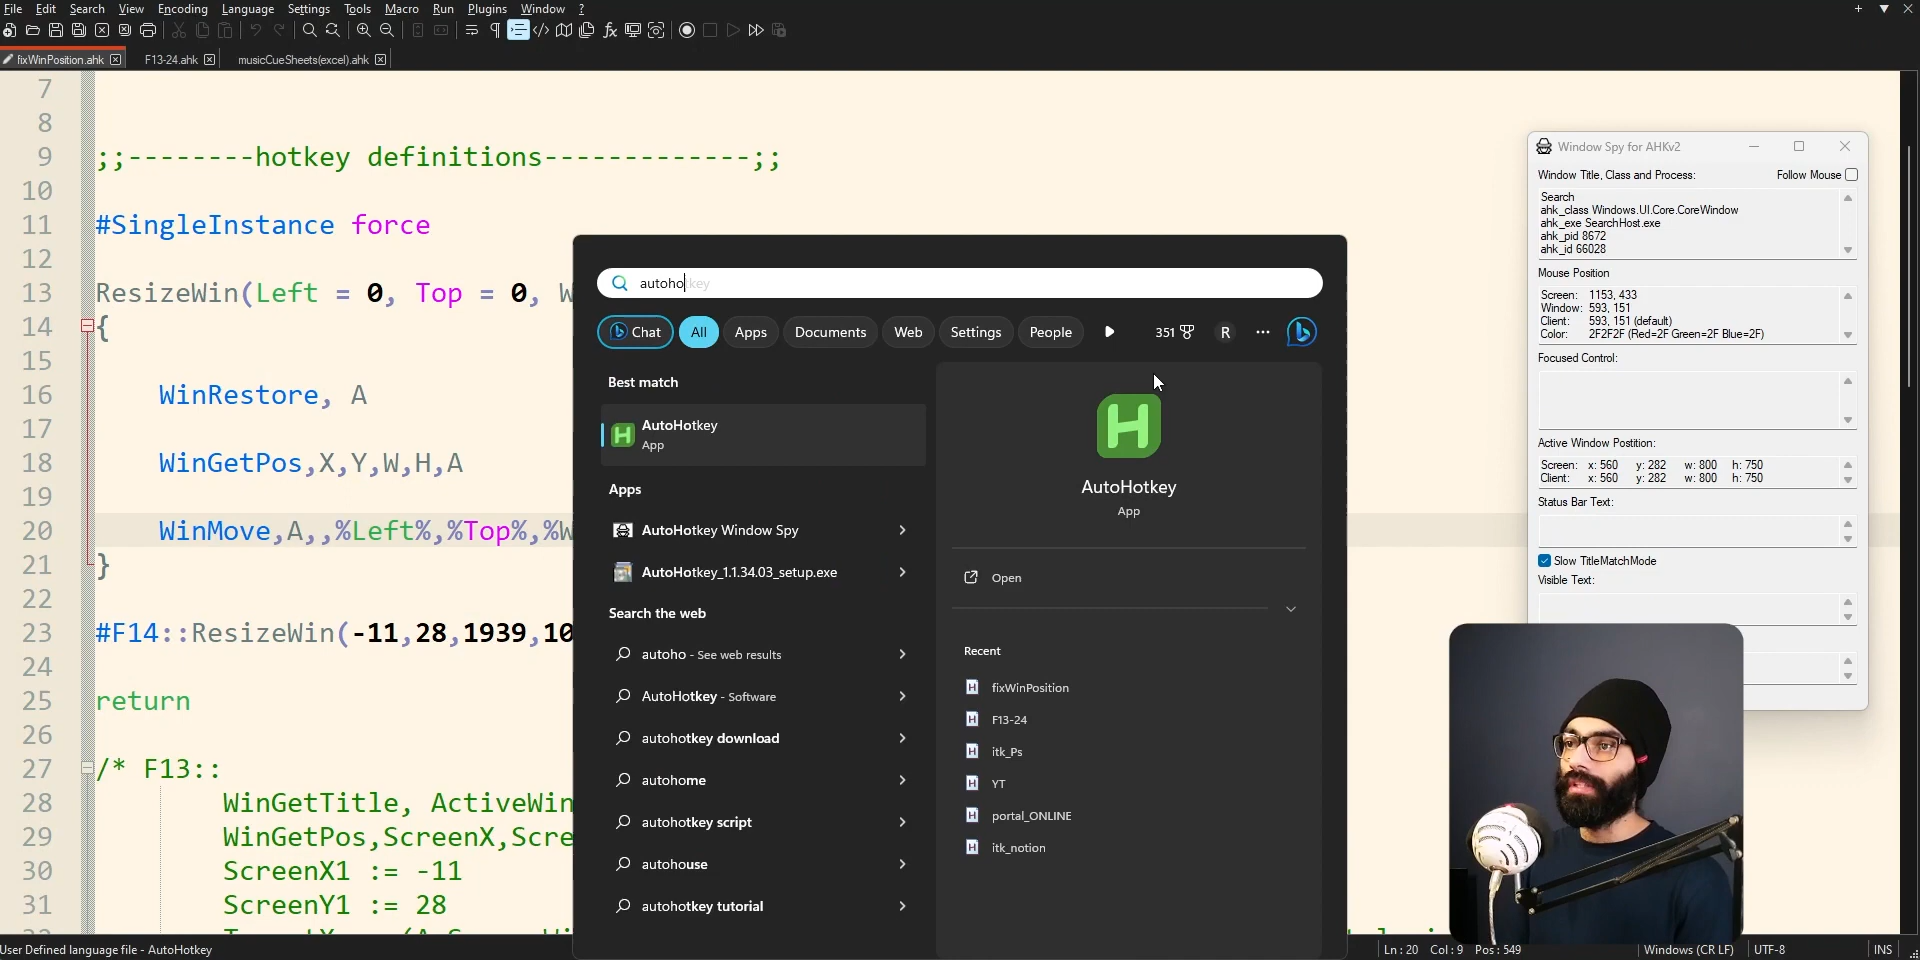 File Edit Search View Encoding Language Settings Tools Macro Run Plugins Window ?
fixWinPosition.ahk F13-24.ahk musicCueSheets(excel).ahk
7
8
9 ;;--------hotkey definitions-------------;;
10
11 #SingleInstance force
12
13 ResizeWin(Left = 0, Top = 0, W
14 {
15
16 WinRestore, A
17
18 WinGetPos,X,Y,W,H,A
19
20 WinMove,A,,%Left%,%Top%,%W
21 }
22
23 #F14::ResizeWin(-11,28,1939,10
24
25 return
26
27 /* F13::
28 WinGetTitle, ActiveWin
29 WinGetPos,ScreenX,Scre
30 ScreenX1 := -11
31 ScreenY1 := 28
autohotkey
Chat All Apps Documents Web Settings People 351 R
Best match
AutoHotkey
App
Apps
AutoHotkey Window Spy
AutoHotkey_1.1.34.03_setup.exe
Search the web
autoho - See web results
AutoHotkey - Software
autohotkey download
autohome
autohotkey script
autohouse
autohotkey tutorial
AutoHotkey
App
Open
Recent
fixWinPosition
F13-24
itk_Ps
YT
portal_ONLINE
itk_notion
Window Spy for AHKv2
Window Title, Class and Process: Follow Mouse
Search
ahk_class Windows.UI.Core.CoreWindow
ahk_exe SearchHost.exe
ahk_pid 8672
ahk_id 66028
Mouse Position
Screen: 1153, 433
Window: 593, 151
Client: 593, 151 (default)
Color: 2F2F2F (Red=2F Green=2F Blue=2F)
Focused Control:
Active Window Postition:
Screen: x: 560 y: 282 w: 800 h: 750
Client: x: 560 y: 282 w: 800 h: 750
Status Bar Text:
Slow TitleMatchMode
Visible Text:
User Defined language file - AutoHotkey
Ln: 20 Col: 9 Pos: 549 Windows (CR LF) UTF-8 INS